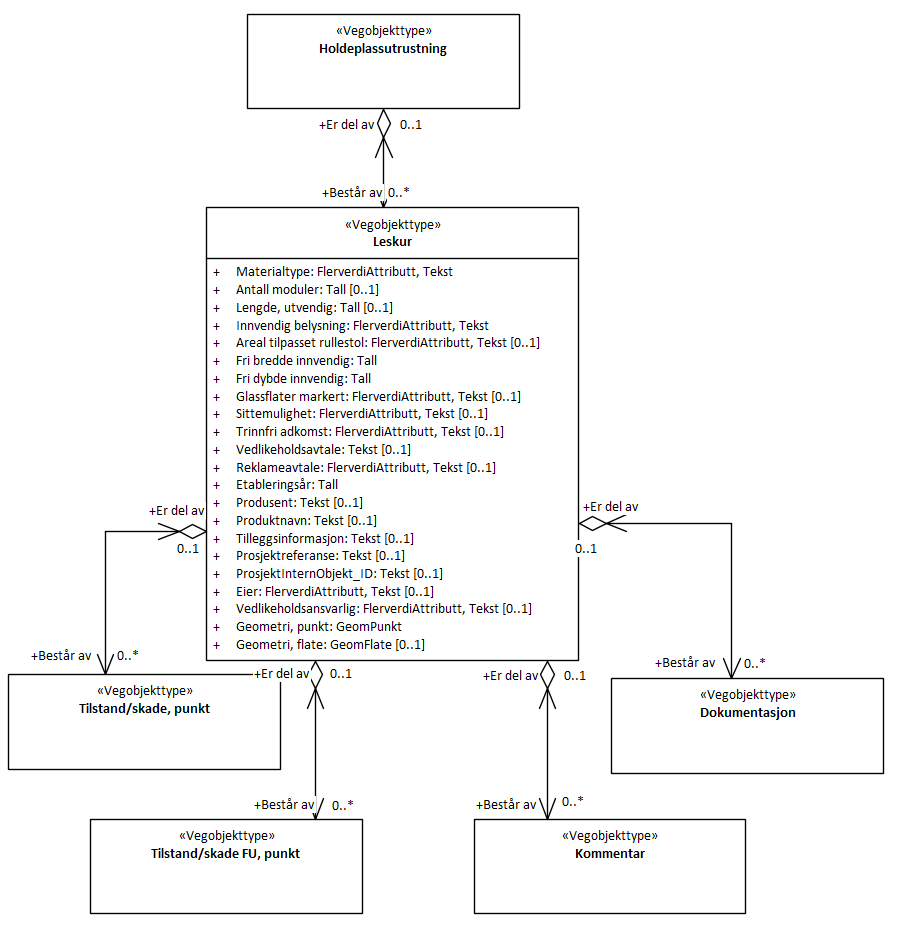 «Vegobjekttype»
Holdeplassutrustning
+Er del av 0..1
+Består av 0..*
«Vegobjekttype»
Leskur
+ Materialtype: FlerverdiAttributt, Tekst
+ Antall moduler: Tall [0..1]
+ Lengde, utvendig: Tall [0..1]
+ Innvendig belysning: FlerverdiAttributt, Tekst
+ Areal tilpasset rullestol: FlerverdiAttributt, Tekst [0..1]
+ Fri bredde innvendig: Tall
+ Fri dybde innvendig: Tall
+ Glassflater markert: FlerverdiAttributt, Tekst [0..1]
+ Sittemulighet: FlerverdiAttributt, Tekst [0..1]
+ Trinnfri adkomst: FlerverdiAttributt, Tekst [0..1]
+ Vedlikeholdsavtale: Tekst [0..1]
+ Reklameavtale: FlerverdiAttributt, Tekst [0..1]
+ Etableringsår: Tall
+ Produsent: Tekst [0..1]
+ Produktnavn: Tekst [0..1]
+ Tilleggsinformasjon: Tekst [0..1]
+ Prosjektreferanse: Tekst [0..1]
+ ProsjektInternObjekt_ID: Tekst [0..1]
+ Eier: FlerverdiAttributt, Tekst [0..1]
+ Vedlikeholdsansvarlig: FlerverdiAttributt, Tekst [0..1]
+ Geometri, punkt: GeomPunkt
+ Geometri, flate: GeomFlate [0..1]
+Er del av
0..1
+Består av 0..*
«Vegobjekttype»
Tilstand/skade, punkt
+Er del av 0..1
+Består av 0..*
«Vegobjekttype»
Tilstand/skade FU, punkt
+Er del av 0..1
+Består av 0..*
«Vegobjekttype»
Kommentar
+Er del av
0..1
+Består av 0..*
«Vegobjekttype»
Dokumentasjon